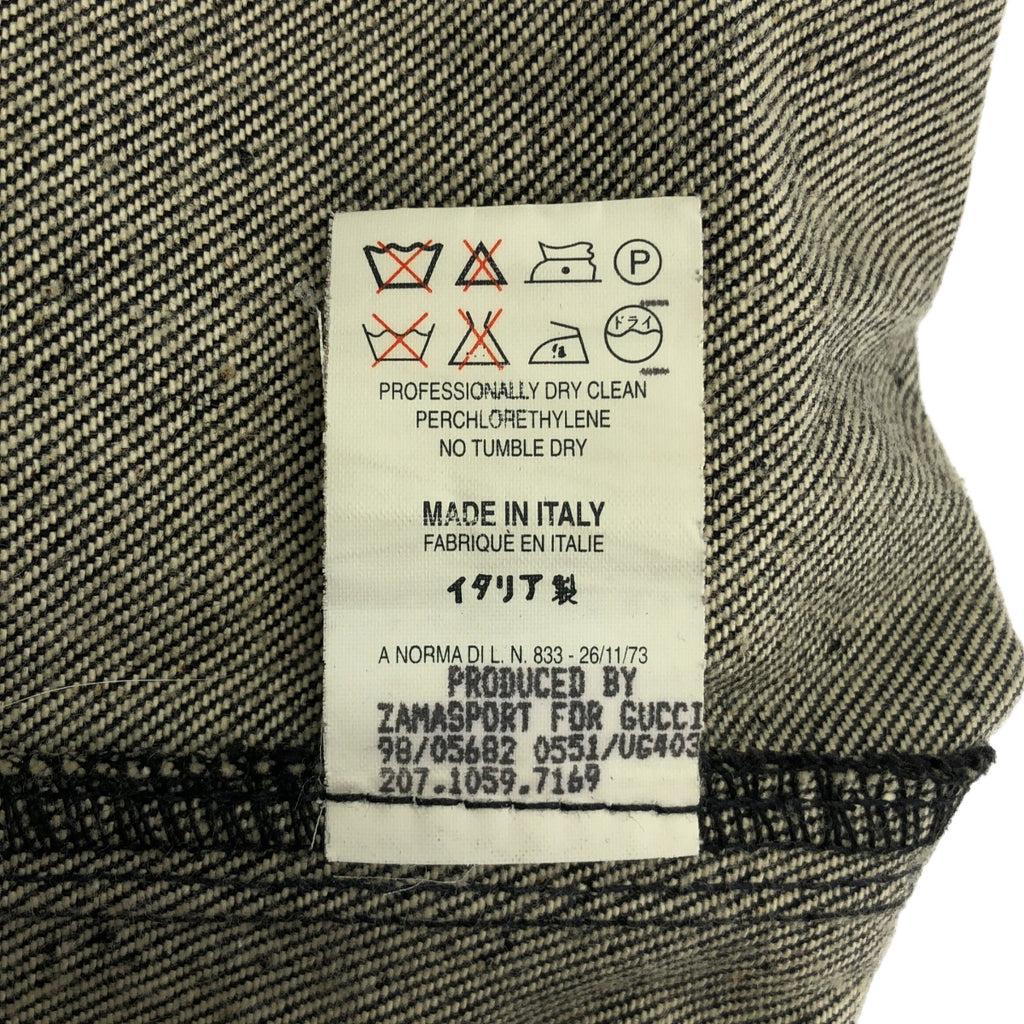 P
ドライ
PROFESSIONALLY DRY CLEAN
PERCHLORETHYLENE
NO TUMBLE DRY
MADE IN ITALY
FABRIQUÈ EN ITALIE
イタリア製
A NORMA DI L. N. 833 - 26/11/73
PRODUCED BY
ZAMASPORT FOR GUCCI
98/05682 0551/UG403
207.1059.7169